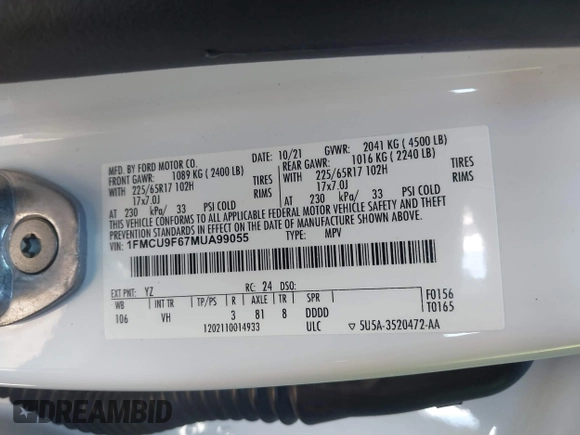 MFD. BY FORD MOTOR CO.
DATE: 10/21 GVWR: 2041 KG ( 4500 LB)
FRONT GAWR: 1089 KG ( 2400 LB) REAR GAWR: 1016 KG ( 2240 LB)
WITH 225/65R17 102H TIRES WITH 225/65R17 102H TIRES
17x7.0J RIMS 17x7.0J RIMS
AT 230 kPa/ 33 PSI COLD AT 230 kPa/ 33 PSI COLD
THIS VEHICLE CONFORMS TO ALL APPLICABLE FEDERAL MOTOR VEHICLE SAFETY AND THEFT
PREVENTION STANDARDS IN EFFECT ON THE DATE OF MANUFACTURE SHOWN ABOVE.
1FMCU9F67MUA99055 TYPE: MPV
EXT PNT: YZ RC: 24 DSO: F0156
WB INT TR TP/PS R AXLE TR SPR T0165
106 VH 3 81 8 DDDD
1202110014933 ULC 5U5A-3520472-AA
DREAMBID